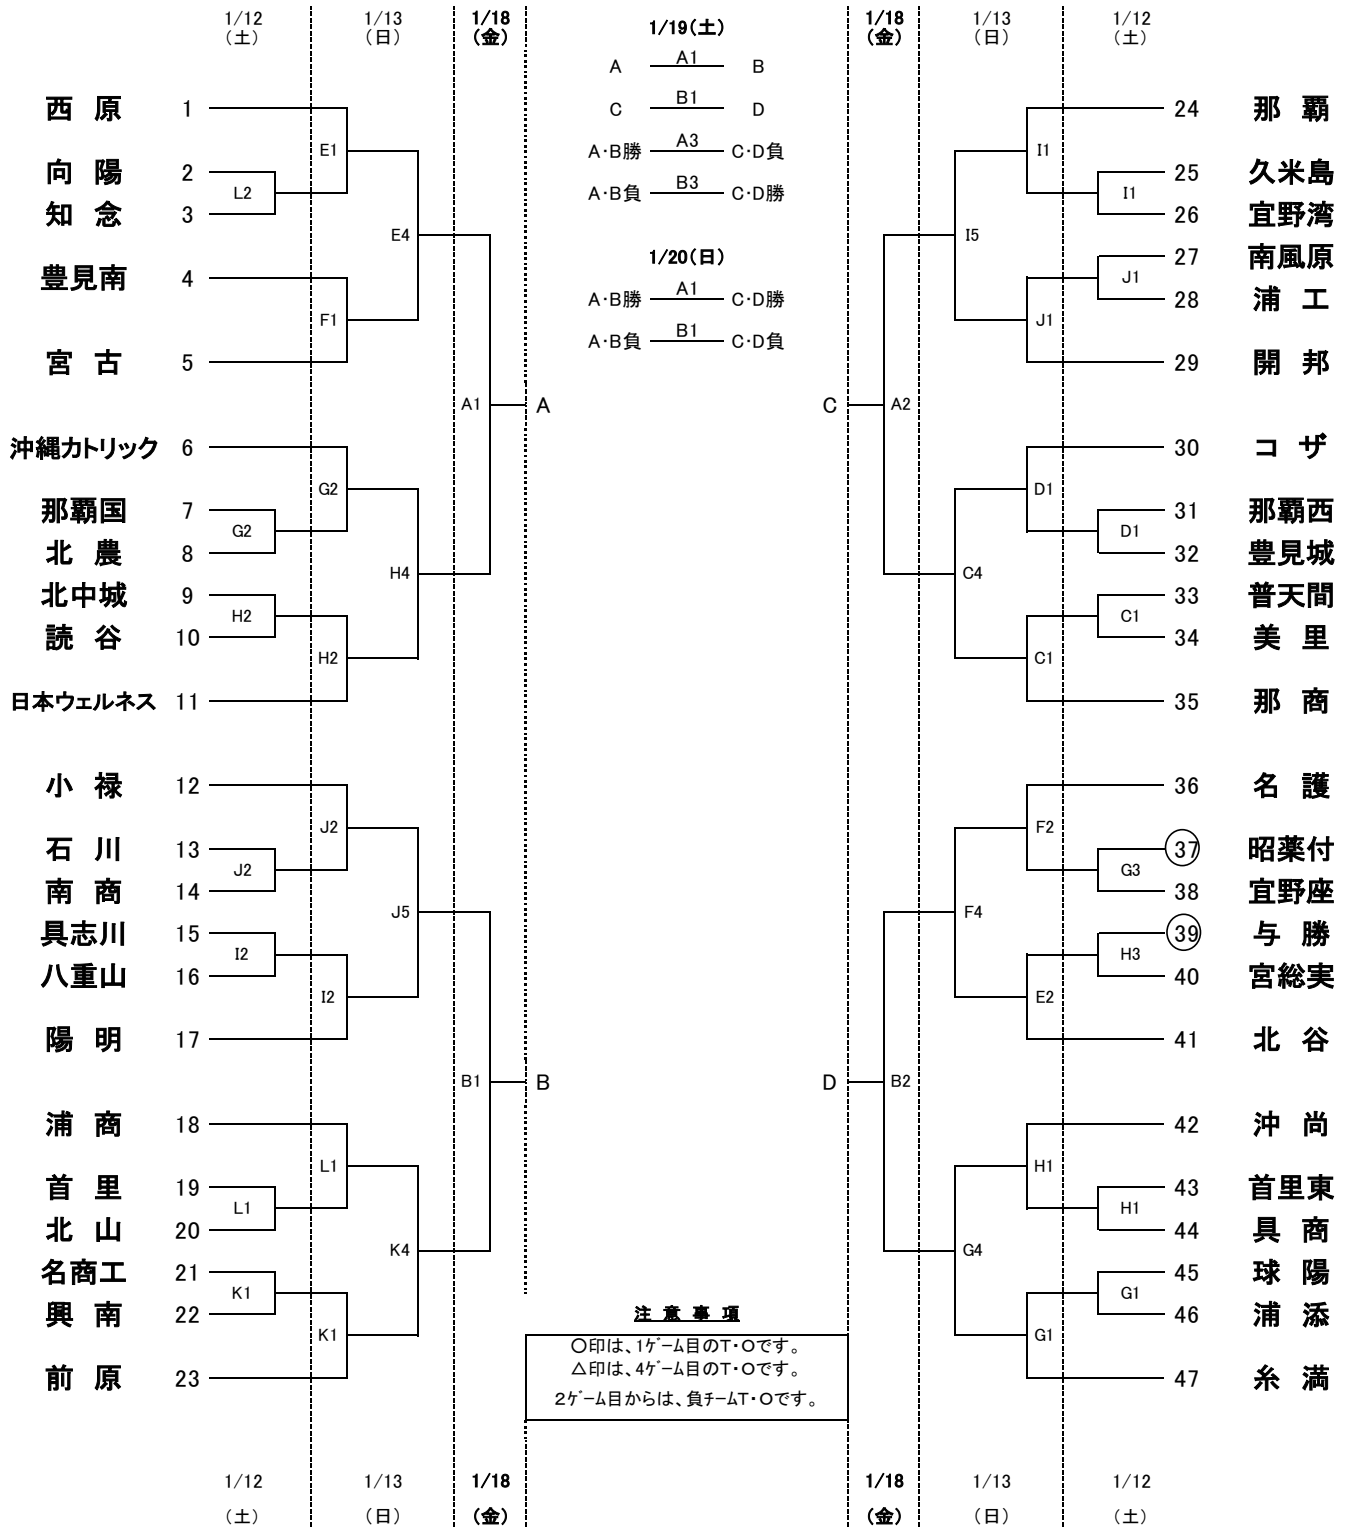 1/12 1/13 1/18 1/18 1/13 1/12
(土) (日) (金) (金) (日) (土)
1/19(土)
A A1 B
C B1 D
A・B勝 A3 C・D負
A・B負 B3 C・D勝
1/20(日)
A・B勝 A1 C・D勝
A・B負 B1 C・D負
西 原 1
E1
向 陽 2
L2
知 念 3
E4
豊見南 4
F1
宮 古 5
A1 A
沖縄カトリック 6
G2
那覇国 7
G2
北 農 8
H4
北中城 9
H2
読 谷 10
H2
日本ウェルネス 11
小 禄 12
J2
石 川 13
J2
南 商 14
J5
具志川 15
I2
八重山 16
I2
陽 明 17
B1 B
浦 商 18
L1
首 里 19
L1
北 山 20
K4
名商工 21
K1
興 南 22
K1
前 原 23
24 那 覇
I1
25 久米島
I1
26 宜野湾
I5
27 南風原
J1
28 浦 工
J1
29 開 邦
C A2
30 コ ザ
D1
31 那覇西
D1
32 豊見城
C4
33 普天間
C1
34 美 里
C1
35 那 商
36 名 護
F2
37 昭薬付
G3
38 宜野座
F4
39 与 勝
H3
40 宮総実
E2
41 北 谷
D B2
42 沖 尚
H1
43 首里東
H1
44 具 商
G4
45 球 陽
G1
46 浦 添
G1
47 糸 満
注 意 事 項
○印は、1ゲーム目のT・Oです。
△印は、4ゲーム目のT・Oです。
2ゲーム目からは、負チームT・Oです。
1/12 1/13 1/18 1/18 1/13 1/12
(土) (日) (金) (金) (日) (土)